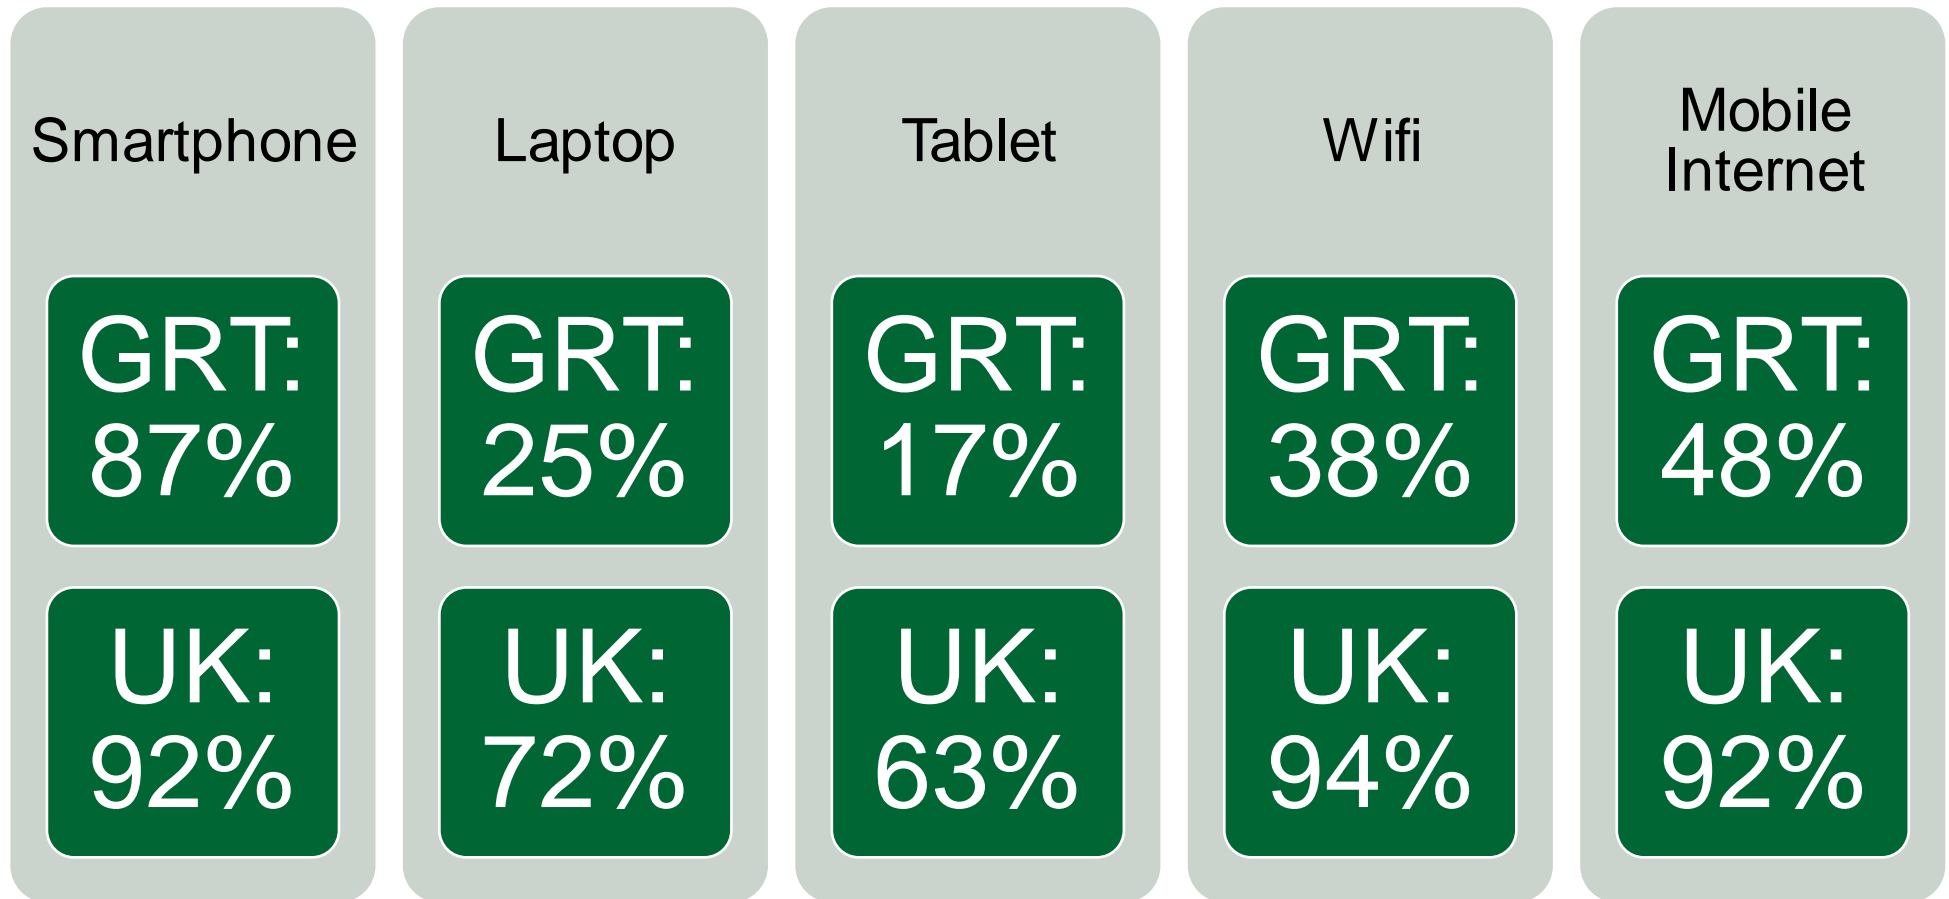 Smartphone
GRT:
87%
UK:
92%
Laptop
GRT:
25%
UK:
72%
Tablet
GRT:
17%
UK:
63%
Wifi
GRT:
38%
UK:
94%
Mobile
Internet
GRT:
48%
UK:
92%